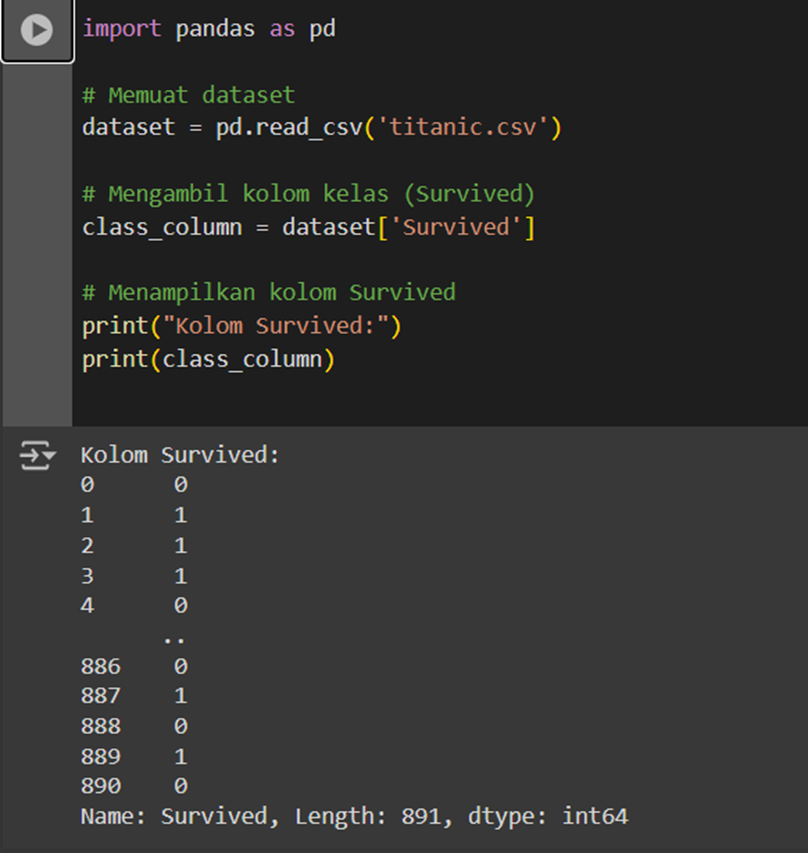 import pandas as pd
# Memuat dataset
dataset = pd.read_csv('titanic.csv')
# Mengambil kolom kelas (Survived)
class_column = dataset['Survived']
# Menampilkan kolom Survived
print("Kolom Survived:")
print(class_column)
Kolom Survived:
0      0
1      1
2      1
3      1
4      0
      ..
886    0
887    1
888    0
889    1
890    0
Name: Survived, Length: 891, dtype: int64